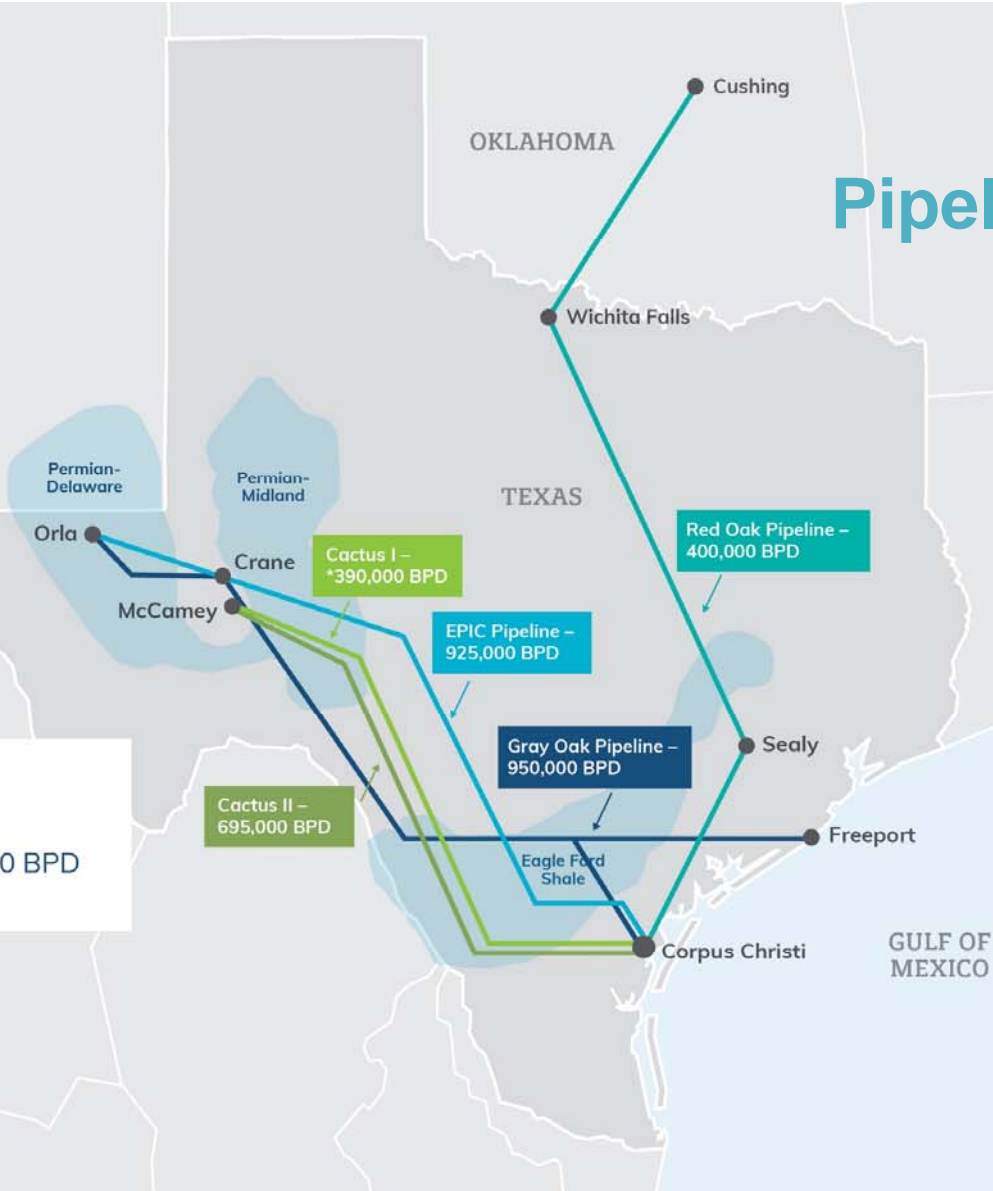 Cushing
OKLAHOMA
Pipel
Wichita Falls
Permian-
Delaware
Permian-
Midland
TEXAS
Orla
Crane
McCamey
Cactus I –
*390,000 BPD
Red Oak Pipeline –
400,000 BPD
EPIC Pipeline –
925,000 BPD
Gray Oak Pipeline –
950,000 BPD
Sealy
Cactus II –
695,000 BPD
Freeport
0 BPD
Eagle Ford
Shale
Corpus Christi
GULF OF
MEXICO